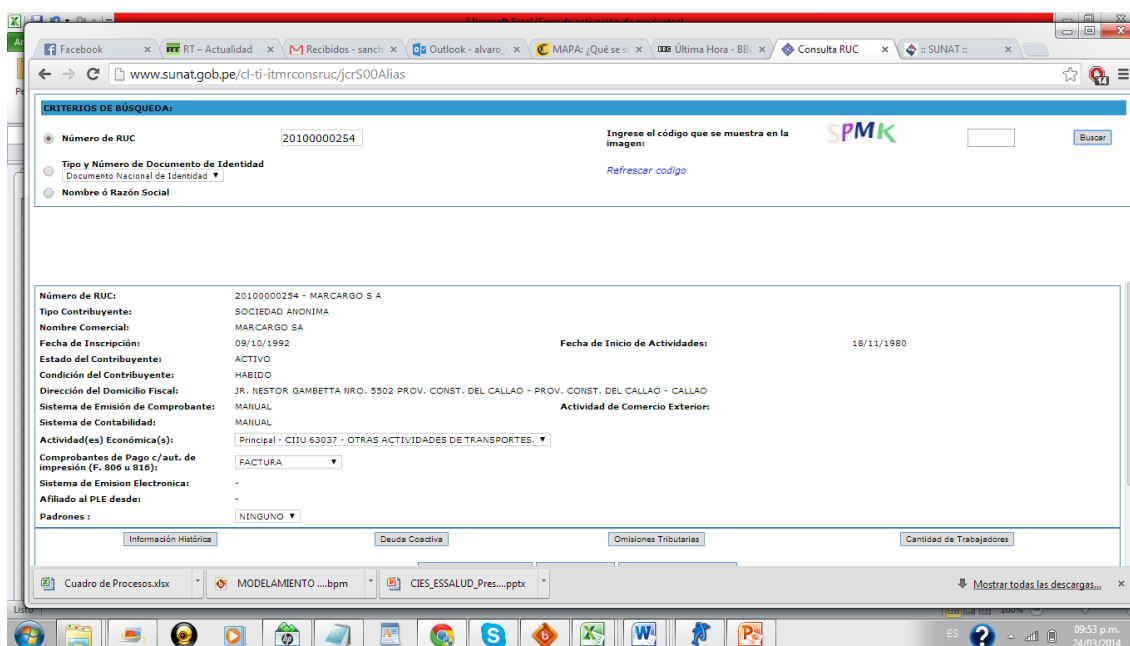 Microsoft Excel (Error de activación de productos)
Facebook
RT – Actualidad
Recibidos - sanch
Outlook - alvaro_
MAPA: ¿Qué se s
Última Hora - BB
Consulta RUC
:: SUNAT ::
www.sunat.gob.pe/cl-ti-itmrconsruc/jcrS00Alias
CRITERIOS DE BÚSQUEDA:
Número de RUC 20100000254 Ingrese el código que se muestra en la imagen: SPMK Buscar
Tipo y Número de Documento de Identidad
Documento Nacional de Identidad Refrescar codigo
Nombre ó Razón Social
Número de RUC: 20100000254 - MARCARGO S A
Tipo Contribuyente: SOCIEDAD ANONIMA
Nombre Comercial: MARCARGO SA
Fecha de Inscripción: 09/10/1992 Fecha de Inicio de Actividades: 18/11/1980
Estado del Contribuyente: ACTIVO
Condición del Contribuyente: HABIDO
Dirección del Domicilio Fiscal: JR. NESTOR GAMBETTA NRO. 5502 PROV. CONST. DEL CALLAO - PROV. CONST. DEL CALLAO - CALLAO
Sistema de Emisión de Comprobante: MANUAL Actividad de Comercio Exterior:
Sistema de Contabilidad: MANUAL
Actividad(es) Económica(s): Principal - CIIU 63037 - OTRAS ACTIVIDADES DE TRANSPORTES.
Comprobantes de Pago c/aut. de impresión (F. 806 u 816): FACTURA
Sistema de Emision Electronica: -
Afiliado al PLE desde: -
Padrones : NINGUNO
Información Histórica Deuda Coactiva Omisiones Tributarias Cantidad de Trabajadores
Cuadro de Procesos.xlsx MODELAMIENTO ....bpm CIES_ESSALUD_Pres....pptx Mostrar todas las descargas...
Listo 100%
ES 09:53 p.m.
24/03/2014